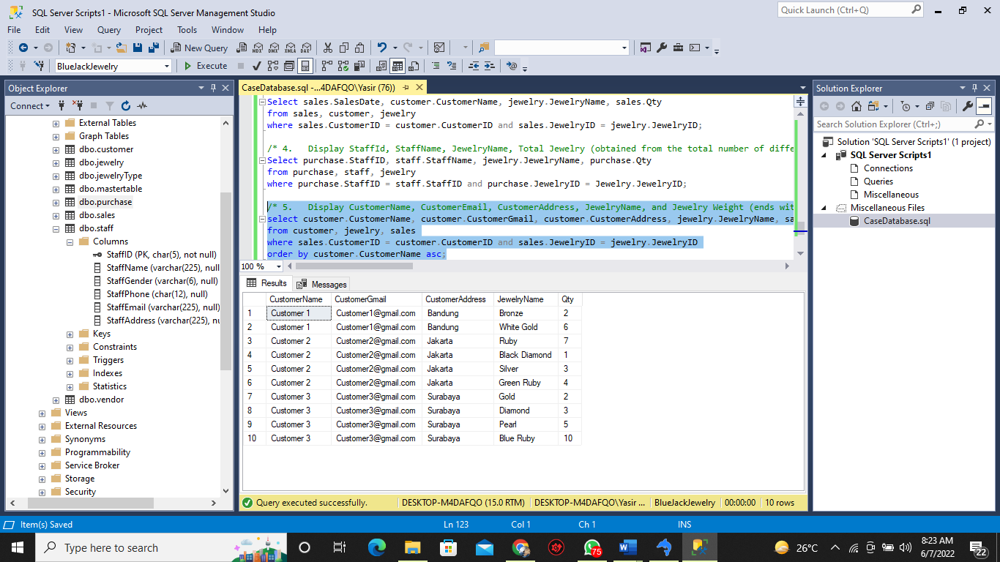 SQL Server Scripts1 - Microsoft SQL Server Management Studio
Quick Launch (Ctrl+Q)
File Edit View Query Project Tools Window Help
New Query
MDX DMX XMLA DAX
BlueJackJewelry
Execute
Object Explorer
Connect
External Tables
Graph Tables
dbo.customer
dbo.jewelry
dbo.jewelryType
dbo.mastertable
dbo.purchase
dbo.sales
dbo.staff
Columns
StaffID (PK, char(5), not null)
StaffName (varchar(225), null)
StaffGender (varchar(6), null)
StaffPhone (char(12), null)
StaffEmail (varchar(225), null)
StaffAddress (varchar(225), nu
Keys
Constraints
Triggers
Indexes
Statistics
dbo.vendor
Views
External Resources
Synonyms
Programmability
Service Broker
Storage
Security
CaseDatabase.sql -...4DAFQO\Yasir (76))
Select sales.SalesDate, customer.CustomerName, jewelry.JewelryName, sales.Qty
from sales, customer, jewelry
where sales.CustomerID = customer.CustomerID and sales.JewelryID = jewelry.JewelryID;
/* 4. Display StaffId, StaffName, JewelryName, Total Jewelry (obtained from the total number of diffe
Select purchase.StaffID, staff.StaffName, jewelry.JewelryName, purchase.Qty
from purchase, staff, jewelry
where purchase.StaffID = staff.StaffID and purchase.JewelryID = Jewelry.JewelryID;
/* 5. Display CustomerName, CustomerEmail, CustomerAddress, JewelryName, and Jewelry Weight (ends wit
select customer.CustomerName, customer.CustomerGmail, customer.CustomerAddress, jewelry.JewelryName, sa
from customer, jewelry, sales
where sales.CustomerID = customer.CustomerID and sales.JewelryID = jewelry.JewelryID
order by customer.CustomerName asc;
100 %
Results Messages
CustomerName CustomerGmail CustomerAddress JewelryName Qty
1 Customer 1 Customer1@gmail.com Bandung Bronze 2
2 Customer 1 Customer1@gmail.com Bandung White Gold 6
3 Customer 2 Customer2@gmail.com Jakarta Ruby 7
4 Customer 2 Customer2@gmail.com Jakarta Black Diamond 1
5 Customer 2 Customer2@gmail.com Jakarta Silver 3
6 Customer 2 Customer2@gmail.com Jakarta Green Ruby 4
7 Customer 3 Customer3@gmail.com Surabaya Gold 2
8 Customer 3 Customer3@gmail.com Surabaya Diamond 3
9 Customer 3 Customer3@gmail.com Surabaya Pearl 5
10 Customer 3 Customer3@gmail.com Surabaya Blue Ruby 10
Query executed successfully. DESKTOP-M4DAFQO (15.0 RTM) DESKTOP-M4DAFQO\Yasir ... BlueJackJewelry 00:00:00 10 rows
Solution Explorer
Search Solution Explorer (Ctrl+;)
Solution 'SQL Server Scripts1' (1 project)
SQL Server Scripts1
Connections
Queries
Miscellaneous
Miscellaneous Files
CaseDatabase.sql
Item(s) Saved Ln 123 Col 1 Ch 1 INS
Type here to search
75
26°C
8:23 AM
6/7/2022
22